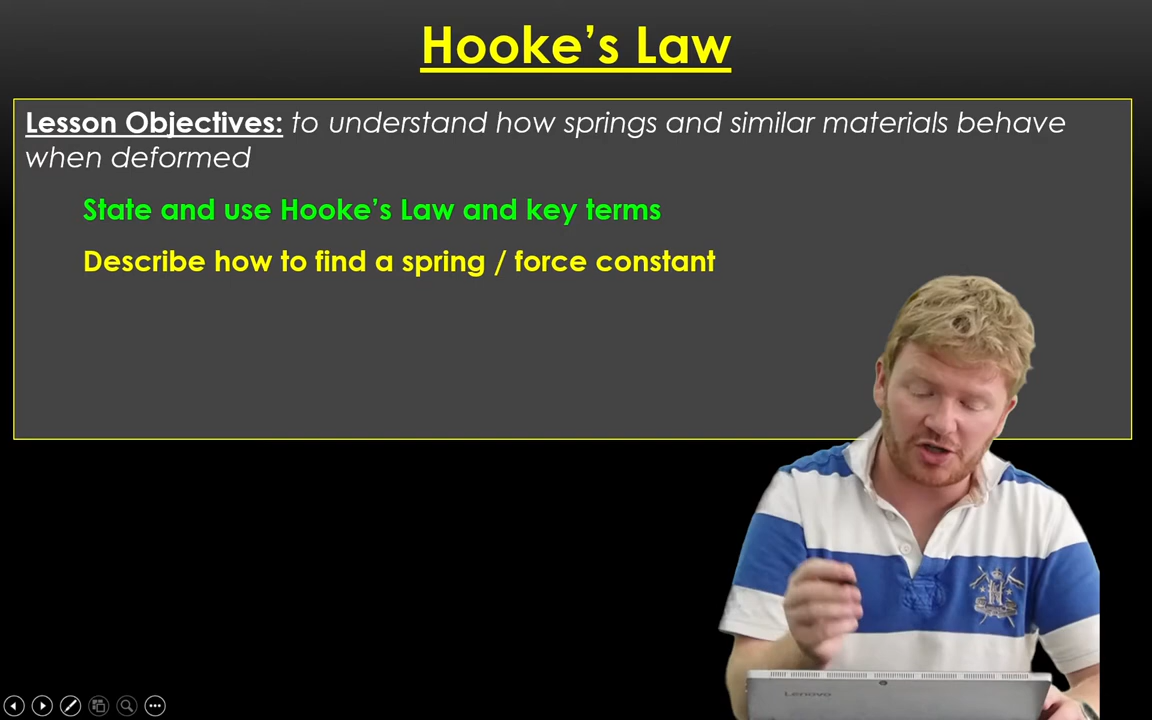 Hooke’s Law
Lesson Objectives: to understand how springs and similar materials behave
when deformed
State and use Hooke’s Law and key terms
Describe how to find a spring / force constant
Lenovo